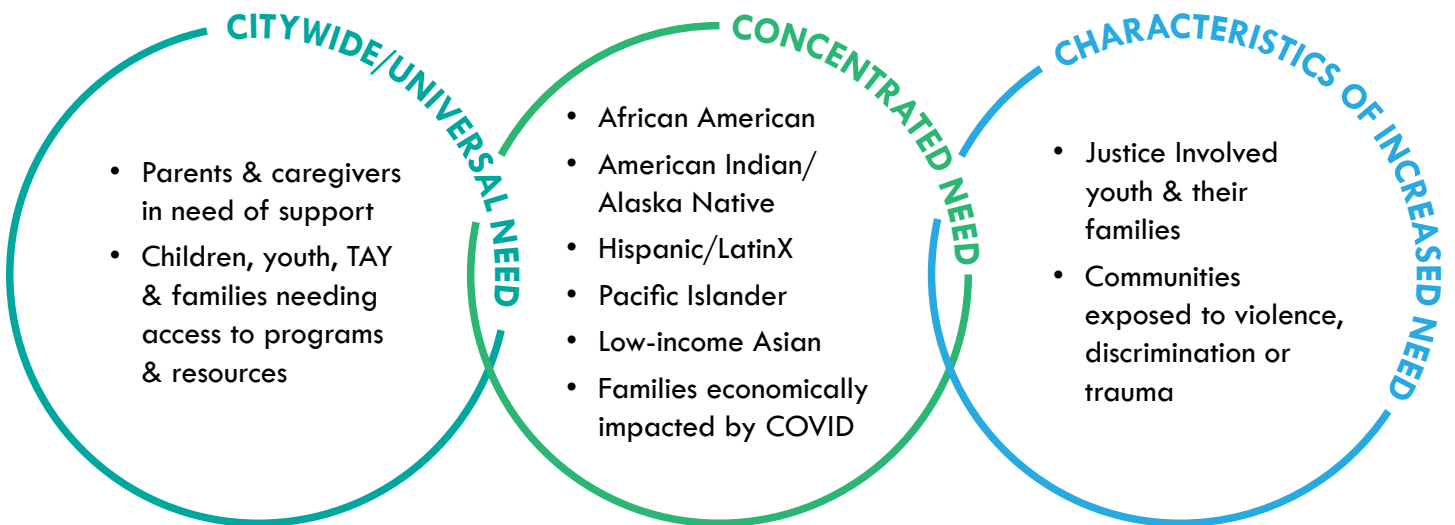 CITYWIDE/UNIVERSAL NEED
• Parents & caregivers
in need of support
• Children, youth, TAY
& families needing
access to programs
& resources
CONCENTRATED NEED
• African American
• American Indian/
Alaska Native
• Hispanic/LatinX
• Pacific Islander
• Low-income Asian
• Families economically
impacted by COVID
CHARACTERISTICS OF INCREASED NEED
• Justice Involved
youth & their
families
• Communities
exposed to violence,
discrimination or
trauma